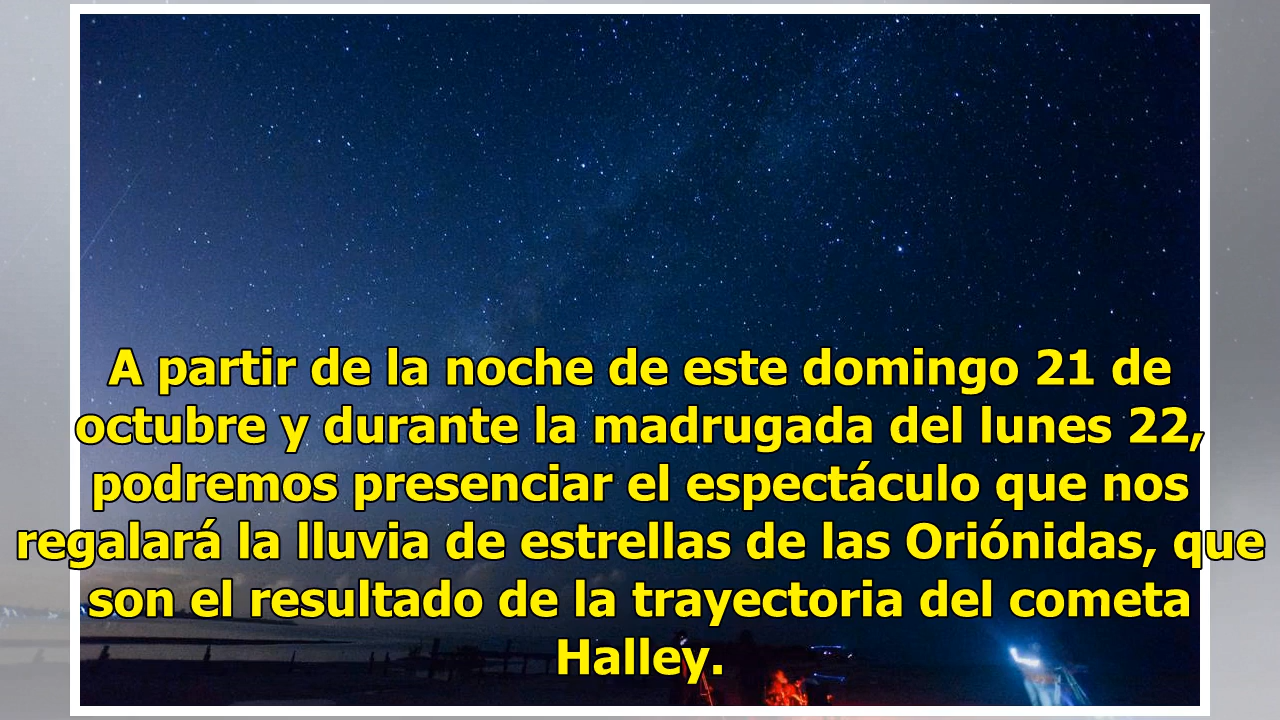 A partir de la noche de este domingo 21 de
octubre y durante la madrugada del lunes 22,
podremos presenciar el espectáculo que nos
regalará la lluvia de estrellas de las Oriónidas, que
son el resultado de la trayectoria del cometa
Halley.